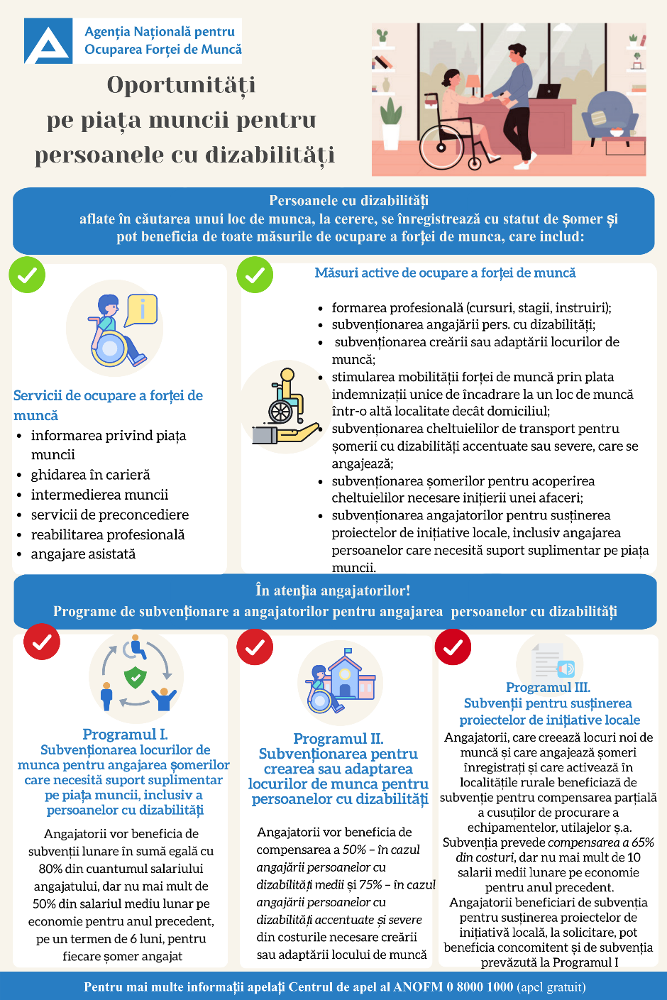 Agenția Națională pentru
Ocuparea Forței de Muncă
Oportunități
pe piața muncii pentru
persoanele cu dizabilități
Persoanele cu dizabilități
aflate în căutarea unui loc de munca, la cerere, se înregistrează cu statut de șomer și
pot beneficia de toate măsurile de ocupare a forței de munca, care includ:
Servicii de ocupare a forței de
muncă
• informarea privind piața
muncii
• ghidarea în carieră
• intermedierea muncii
• servicii de preconcediere
• reabilitarea profesională
• angajare asistată
Măsuri active de ocupare a forței de muncă
• formarea profesională (cursuri, stagii, instruiri);
• subvenționarea angajării pers. cu dizabilități;
• subvenționarea creării sau adaptării locurilor de
muncă;
• stimularea mobilității forței de muncă prin plata
indemnizații unice de încadrare la un loc de muncă
într-o altă localitate decât domiciliul;
• subvenționarea cheltuielilor de transport pentru
șomerii cu dizabilități accentuate sau severe, care se
angajează;
• subvenționarea șomerilor pentru acoperirea
cheltuielilor necesare inițierii unei afaceri;
• subvenționarea angajatorilor pentru susținerea
proiectelor de inițiative locale, inclusiv angajarea
persoanelor care necesită suport suplimentar pe piața
muncii.
În atenția angajatorilor!
Programe de subvenționare a angajatorilor pentru angajarea persoanelor cu dizabilități
Programul I.
Subvenționarea locurilor de
munca pentru angajarea șomerilor
care necesită suport suplimentar
pe piața muncii, inclusiv a
persoanelor cu dizabilități
Angajatorii vor beneficia de
subvenții lunare în sumă egală cu
80% din cuantumul salariului
angajatului, dar nu mai mult de
50% din salariul mediu lunar pe
economie pentru anul precedent,
pe un termen de 6 luni, pentru
fiecare șomer angajat
Programul II.
Subvenționarea pentru
crearea sau adaptarea
locurilor de munca pentru
persoanelor cu dizabilități
Angajatorii vor beneficia de
compensarea a 50% – în cazul
angajării persoanelor cu
dizabilități medii și 75% – în cazul
angajării persoanelor cu
dizabilități accentuate și severe
din costurile necesare creării
sau adaptării locului de muncă
Programul III.
Subvenții pentru susținerea
proiectelor de inițiative locale
Angajatorii, care creează locuri noi de
muncă și care angajează șomeri
înregistrați și care activează în
localitățile rurale beneficiază de
subvenție pentru compensarea parțială
a cusuților de procurare a
echipamentelor, utilajelor ș.a.
Subvenția prevede compensarea a 65%
din costuri, dar nu mai mult de 10
salarii medii lunare pe economie
pentru anul precedent.
Angajatorii beneficiari de subvenția
pentru susținerea proiectelor de
inițiativă locală, la solicitare, pot
beneficia concomitent și de subvenția
prevăzută la Programul I
Pentru mai multe informații apelați Centrul de apel al ANOFM 0 8000 1000 (apel gratuit)